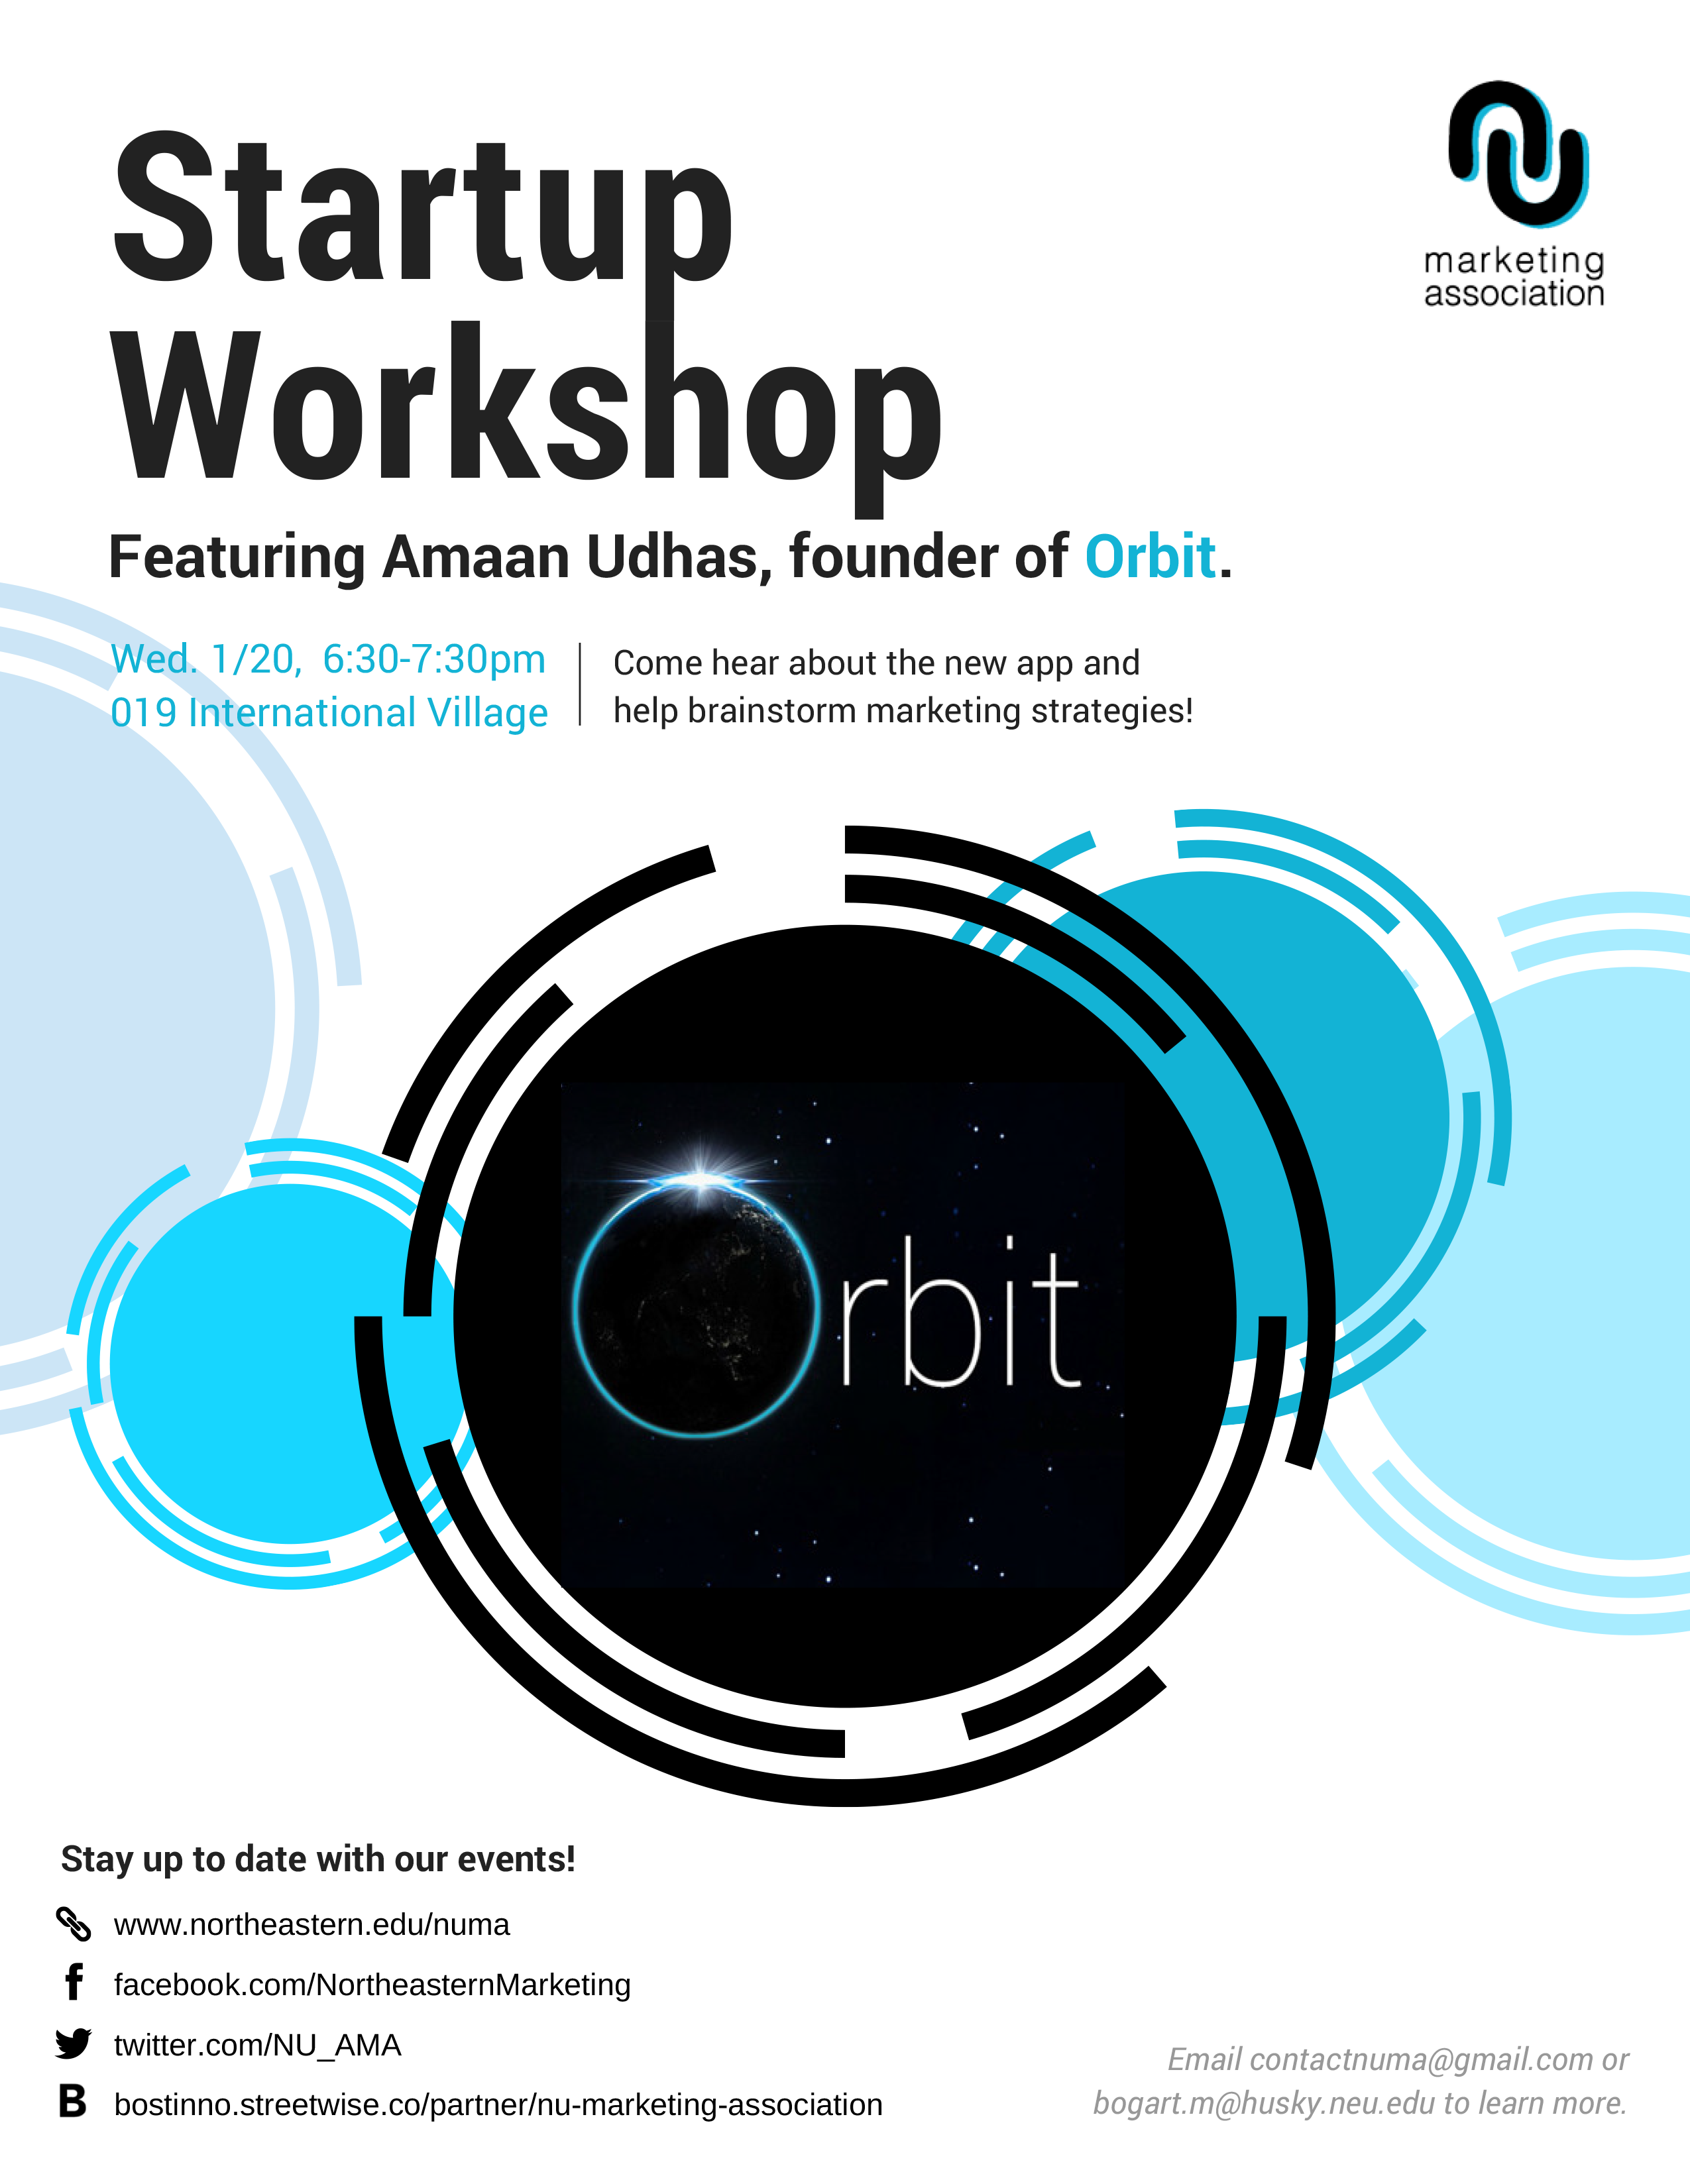 Startup
Workshop
Featuring Amaan Udhas, founder of Orbit.
Wed. 1/20, 6:30-7:30pm
019 International Village
Come hear about the new app and
help brainstorm marketing strategies!
nu
marketing
association
Orbit
Stay up to date with our events!
www.northeastern.edu/numa
facebook.com/NortheasternMarketing
twitter.com/NU_AMA
B bostinno.streetwise.co/partner/nu-marketing-association
Email contactnuma@gmail.com or
bogart.m@husky.neu.edu to learn more.